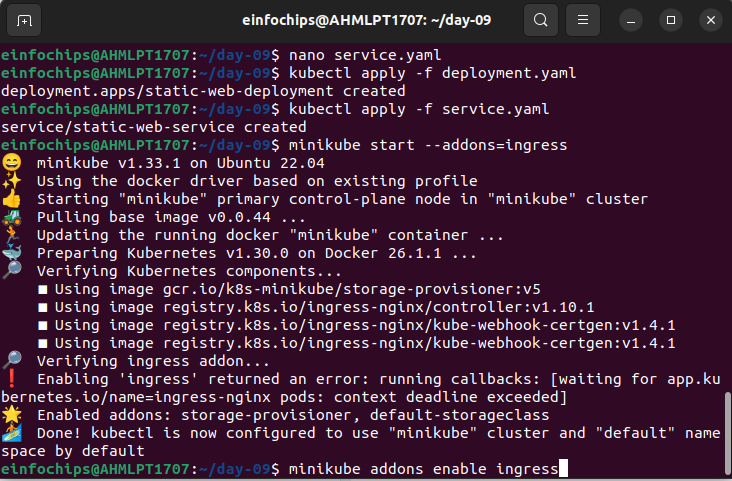 einfochips@AHMLPT1707: ~/day-09
einfochips@AHMLPT1707:~/day-09$ nano service.yaml
einfochips@AHMLPT1707:~/day-09$ kubectl apply -f deployment.yaml
deployment.apps/static-web-deployment created
einfochips@AHMLPT1707:~/day-09$ kubectl apply -f service.yaml
service/static-web-service created
einfochips@AHMLPT1707:~/day-09$ minikube start --addons=ingress
😄  minikube v1.33.1 on Ubuntu 22.04
✨  Using the docker driver based on existing profile
👍  Starting "minikube" primary control-plane node in "minikube" cluster
🚜  Pulling base image v0.0.44 ...
🏃  Updating the running docker "minikube" container ...
🐳  Preparing Kubernetes v1.30.0 on Docker 26.1.1 ...
🔎  Verifying Kubernetes components...
    ▪ Using image gcr.io/k8s-minikube/storage-provisioner:v5
    ▪ Using image registry.k8s.io/ingress-nginx/controller:v1.10.1
    ▪ Using image registry.k8s.io/ingress-nginx/kube-webhook-certgen:v1.4.1
    ▪ Using image registry.k8s.io/ingress-nginx/kube-webhook-certgen:v1.4.1
🔎  Verifying ingress addon...
❗  Enabling 'ingress' returned an error: running callbacks: [waiting for app.ku
bernetes.io/name=ingress-nginx pods: context deadline exceeded]
🌟  Enabled addons: storage-provisioner, default-storageclass
🏄  Done! kubectl is now configured to use "minikube" cluster and "default" name
space by default
einfochips@AHMLPT1707:~/day-09$ minikube addons enable ingress